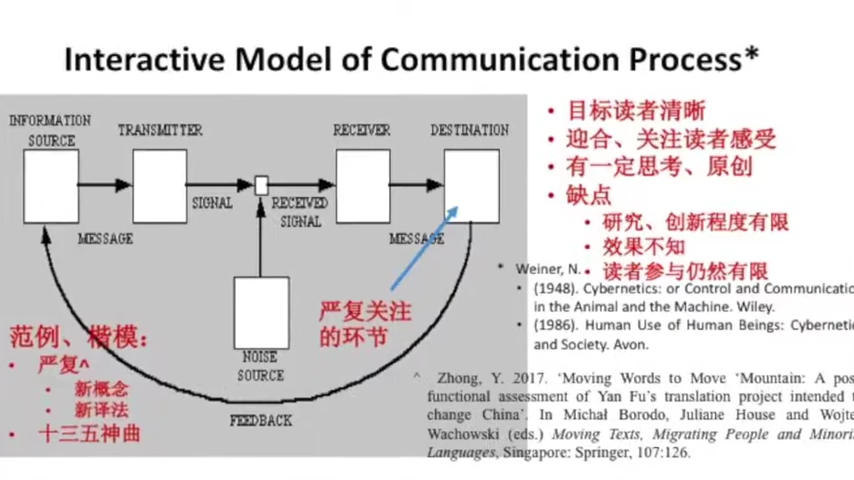 Interactive Model of Communication Process*
INFORMATION
SOURCE
TRANSMITTER
RECEIVER
DESTINATION
SIGNAL
RECEIVED
SIGNAL
MESSAGE
MESSAGE
NOISE
SOURCE
FEEDBACK
严复关注
的环节
范例、楷模：
• 严复^
• 新概念
• 新译法
• 十三五神曲
• 目标读者清晰
• 迎合、关注读者感受
• 有一定思考、原创
• 缺点
• 研究、创新程度有限
• 效果不知
• 读者参与仍然有限
* Weiner, N.
• (1948). Cybernetics: or Control and Communicatio
in the Animal and the Machine. Wiley.
• (1986). Human Use of Human Beings: Cybernetic
and Society. Avon.
^ Zhong, Y. 2017. ‘Moving Words to Move ‘Mountain: A pos
functional assessment of Yan Fu’s translation project intended t
change China’. In Michał Borodo, Juliane House and Wojte
Wachowski (eds.) Moving Texts, Migrating People and Minori
Languages, Singapore: Springer, 107:126.